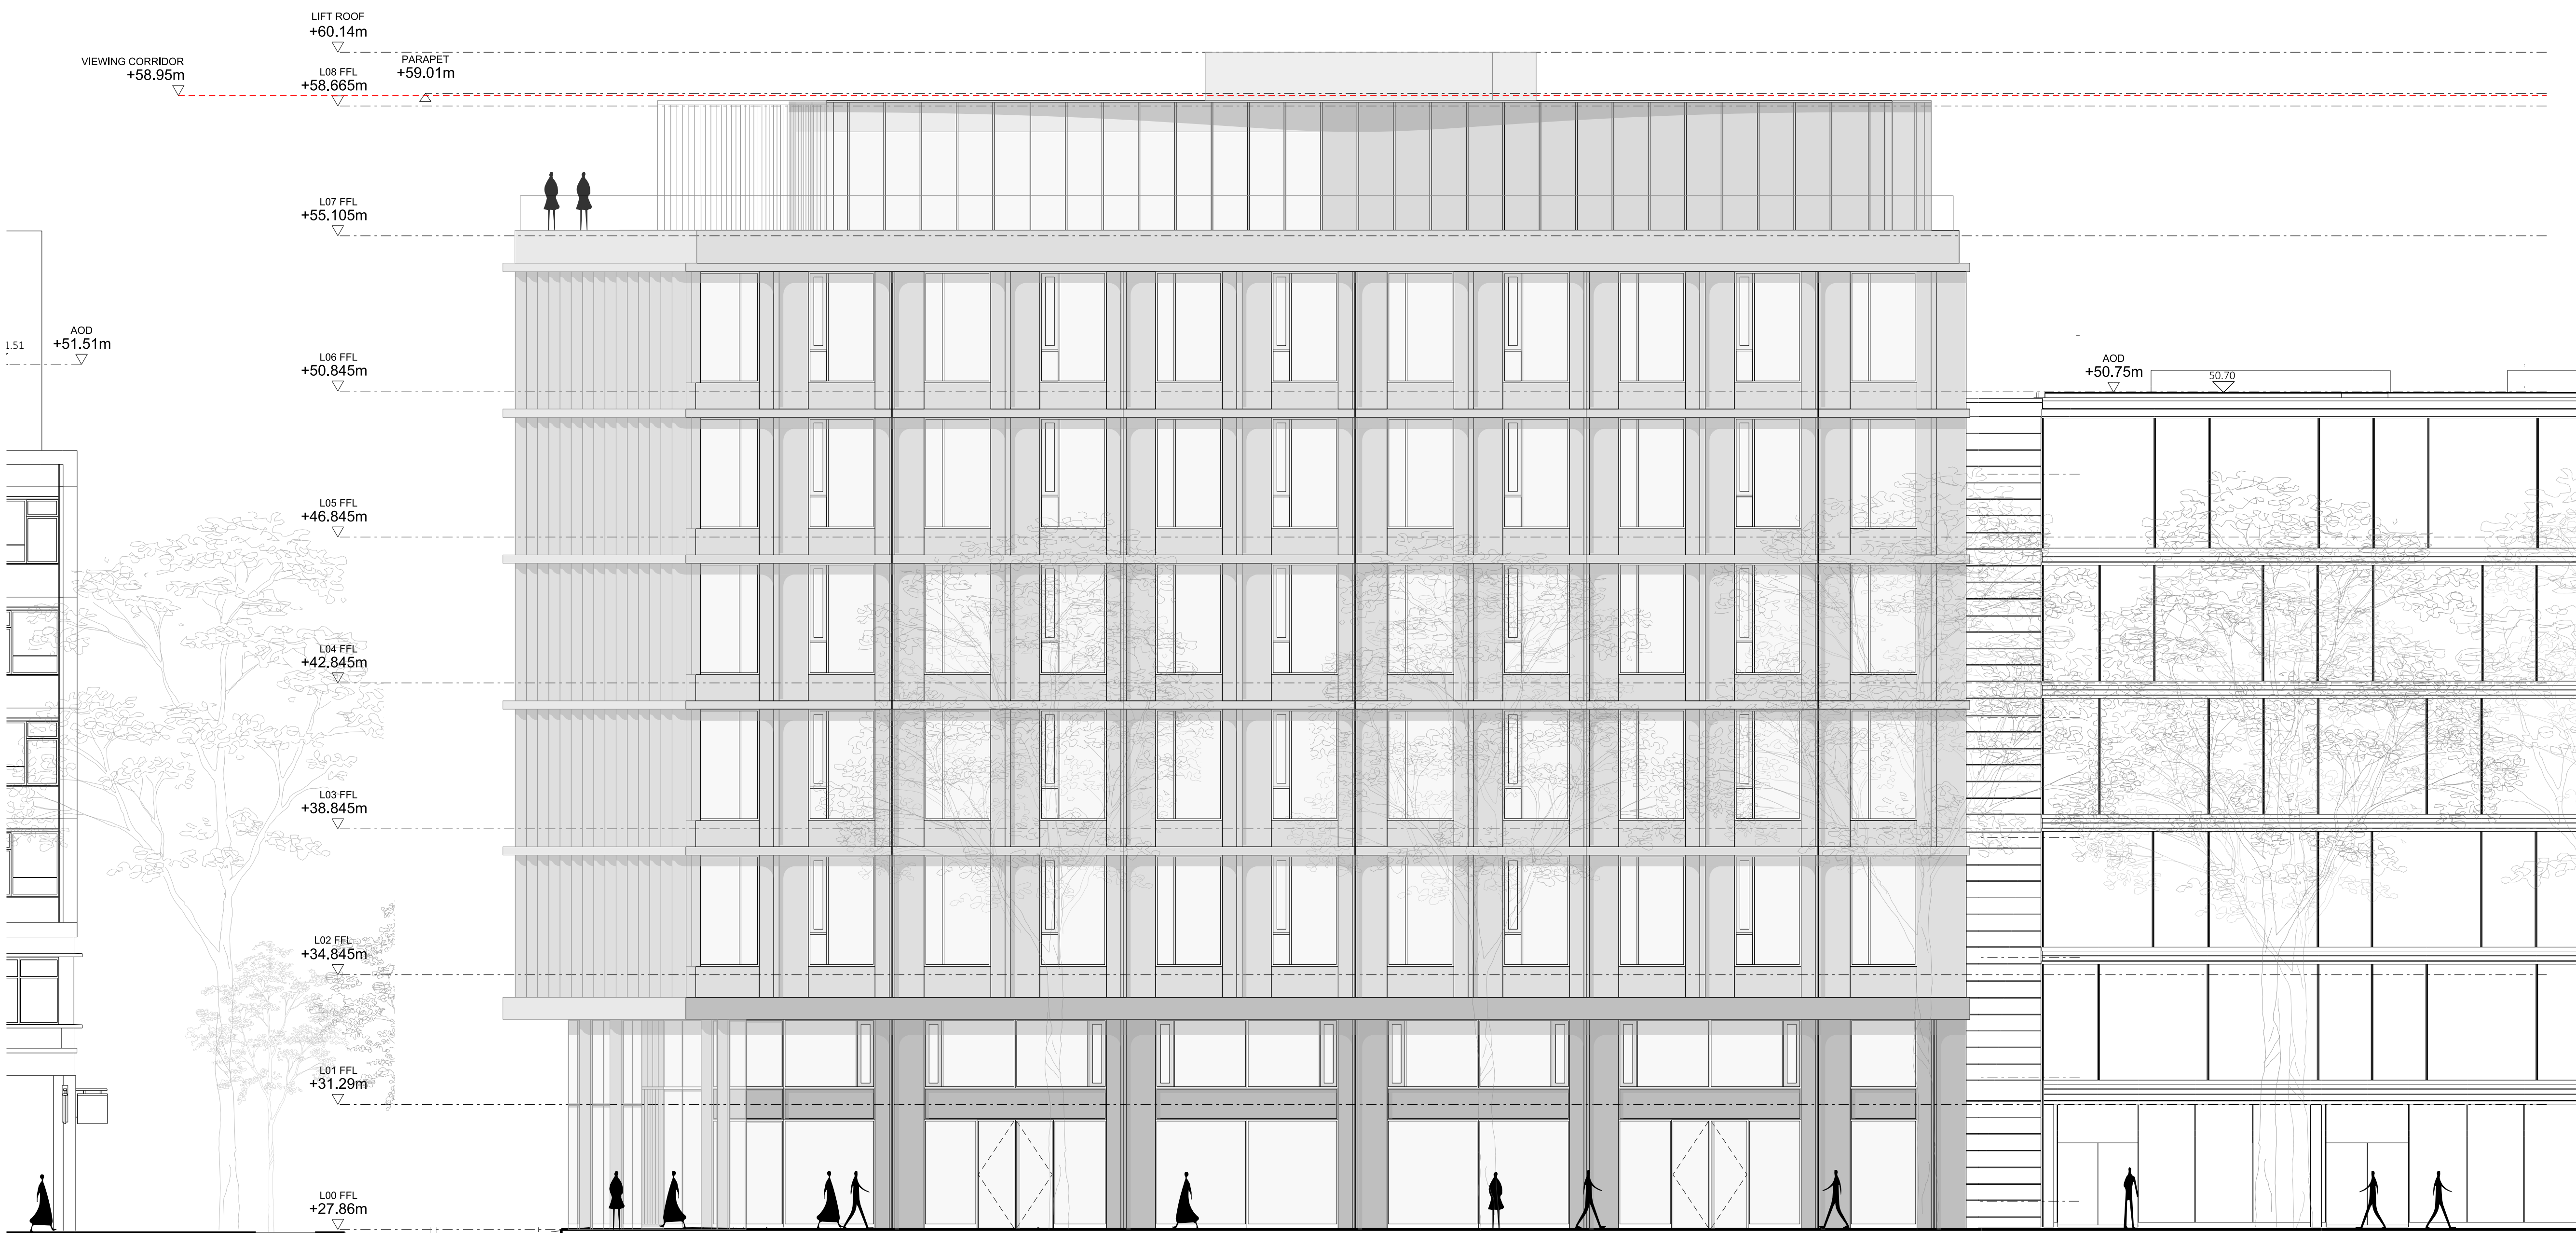 LIFT ROOF
+60.14m
VIEWING CORRIDOR
+58.95m
L08 FFL
+58.665m
PARAPET
+59.01m
L07 FFL
+55.105m
1.51
AOD
+51.51m
L06 FFL
+50.845m
AOD
+50.75m
50.70
L05 FFL
+46.845m
L04 FFL
+42.845m
L03 FFL
+38.845m
L02 FFL
+34.845m
L01 FFL
+31.29m
L00 FFL
+27.86m